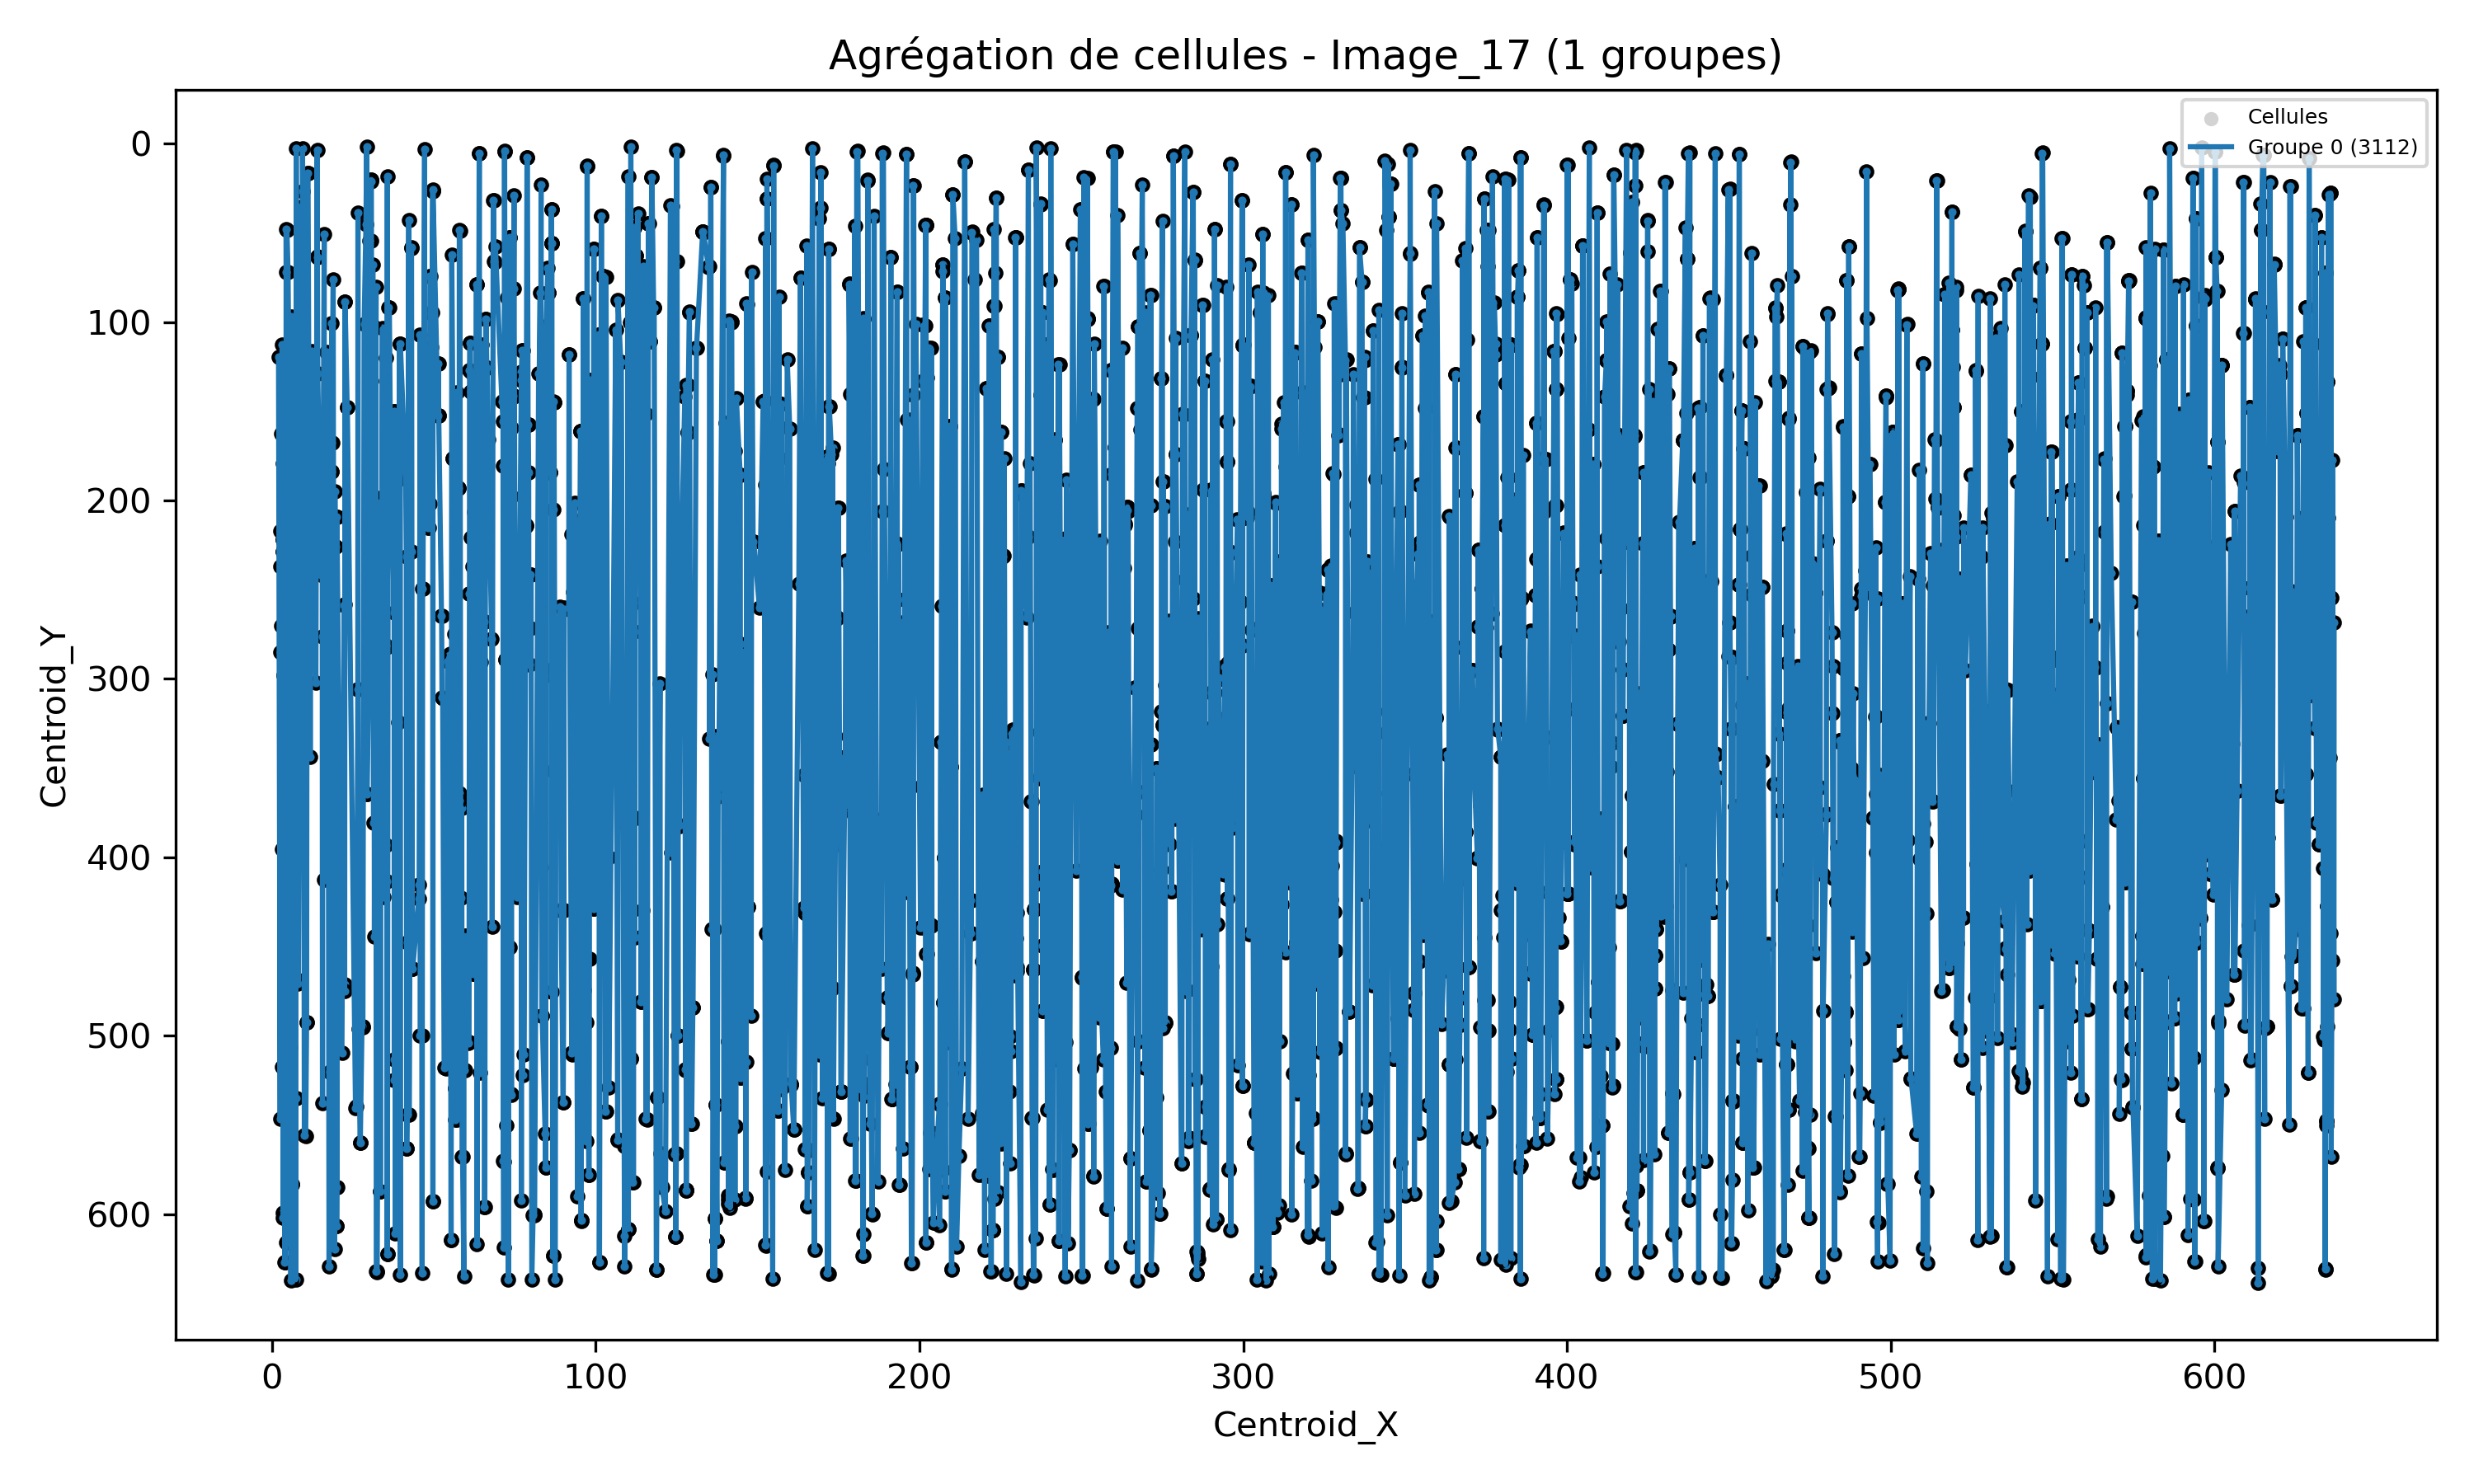 Agrégation de cellules - Image_17 (1 groupes)
Cellules
Groupe 0 (3112)
Centroid_Y
0
100
200
300
400
500
600
0 100 200 300 400 500 600
Centroid_X